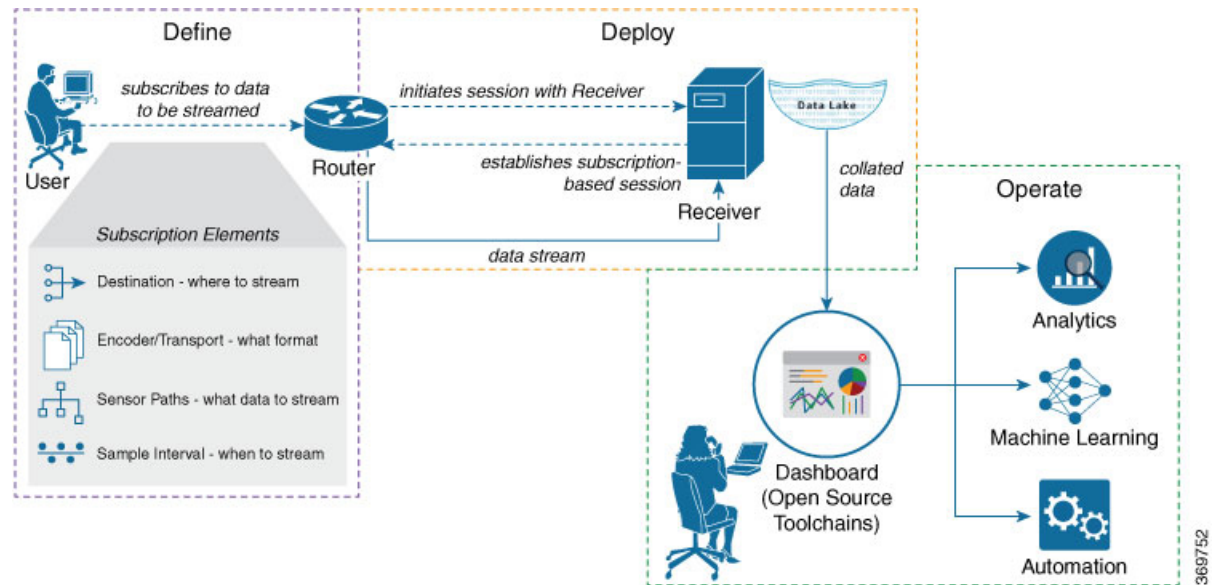 Define
subscribes to data
to be streamed
User
Router
Subscription Elements
Destination - where to stream
Encoder/Transport - what format
Sensor Paths - what data to stream
Sample Interval - when to stream
Deploy
initiates session with Receiver
establishes subscription-
based session
Receiver
data stream
Data Lake
collated
data
Operate
Dashboard
(Open Source
Toolchains)
Analytics
Machine Learning
Automation
369752